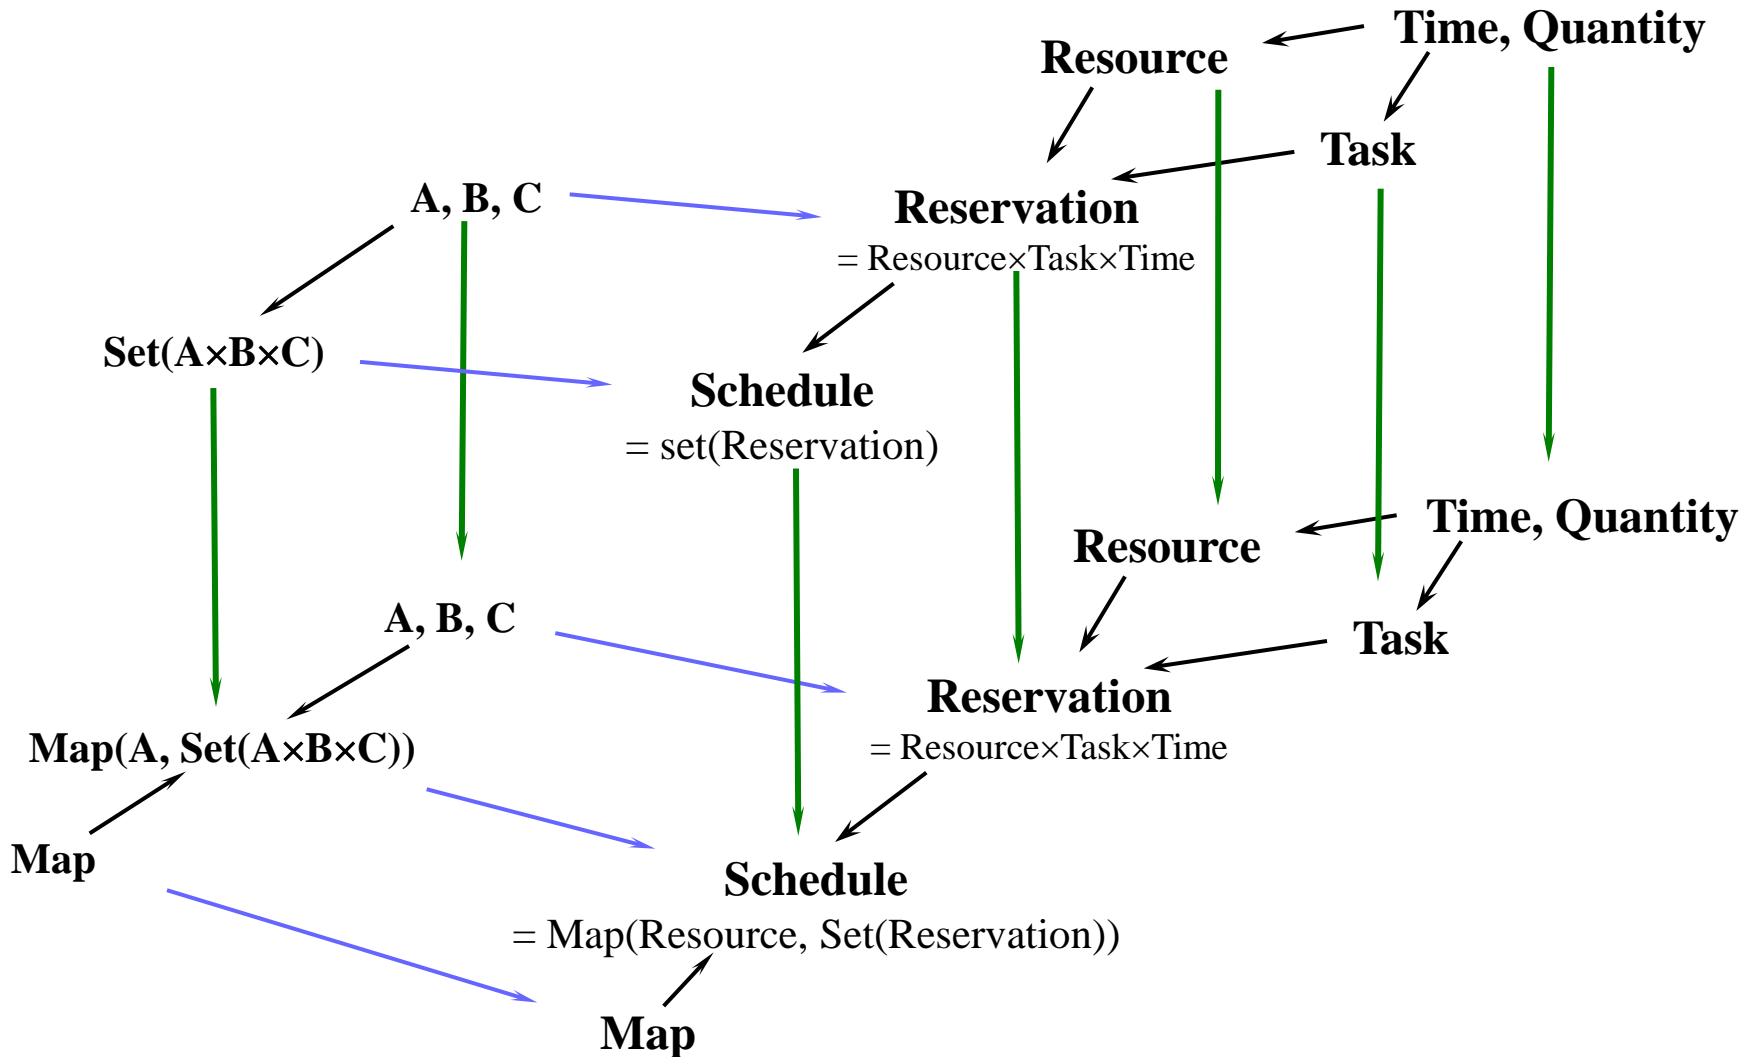 Time, Quantity
Resource
Task
A, B, C
Reservation
= Resource×Task×Time
Set(A×B×C)
Schedule
= set(Reservation)
Time, Quantity
Resource
A, B, C
Task
Reservation
= Resource×Task×Time
Map(A, Set(A×B×C))
Map
Schedule
= Map(Resource, Set(Reservation))
Map